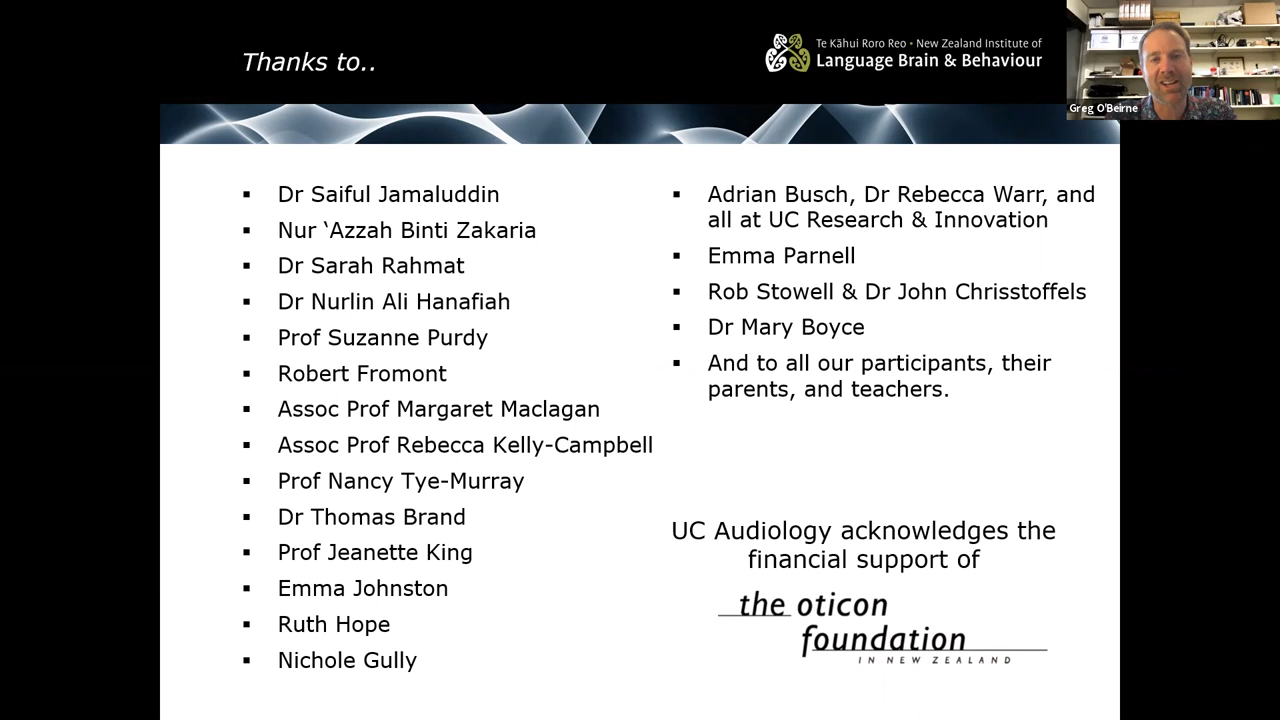 Thanks to..
Te Kāhui Roro Reo • New Zealand Institute of
Language Brain & Behaviour
Greg O'Beirne
▪ Dr Saiful Jamaluddin
▪ Nur ‘Azzah Binti Zakaria
▪ Dr Sarah Rahmat
▪ Dr Nurlin Ali Hanafiah
▪ Prof Suzanne Purdy
▪ Robert Fromont
▪ Assoc Prof Margaret Maclagan
▪ Assoc Prof Rebecca Kelly-Campbell
▪ Prof Nancy Tye-Murray
▪ Dr Thomas Brand
▪ Prof Jeanette King
▪ Emma Johnston
▪ Ruth Hope
▪ Nichole Gully
▪ Adrian Busch, Dr Rebecca Warr, and
all at UC Research & Innovation
▪ Emma Parnell
▪ Rob Stowell & Dr John Chrisstoffels
▪ Dr Mary Boyce
▪ And to all our participants, their
parents, and teachers.
UC Audiology acknowledges the
financial support of
the oticon
foundation
IN NEW ZEALAND